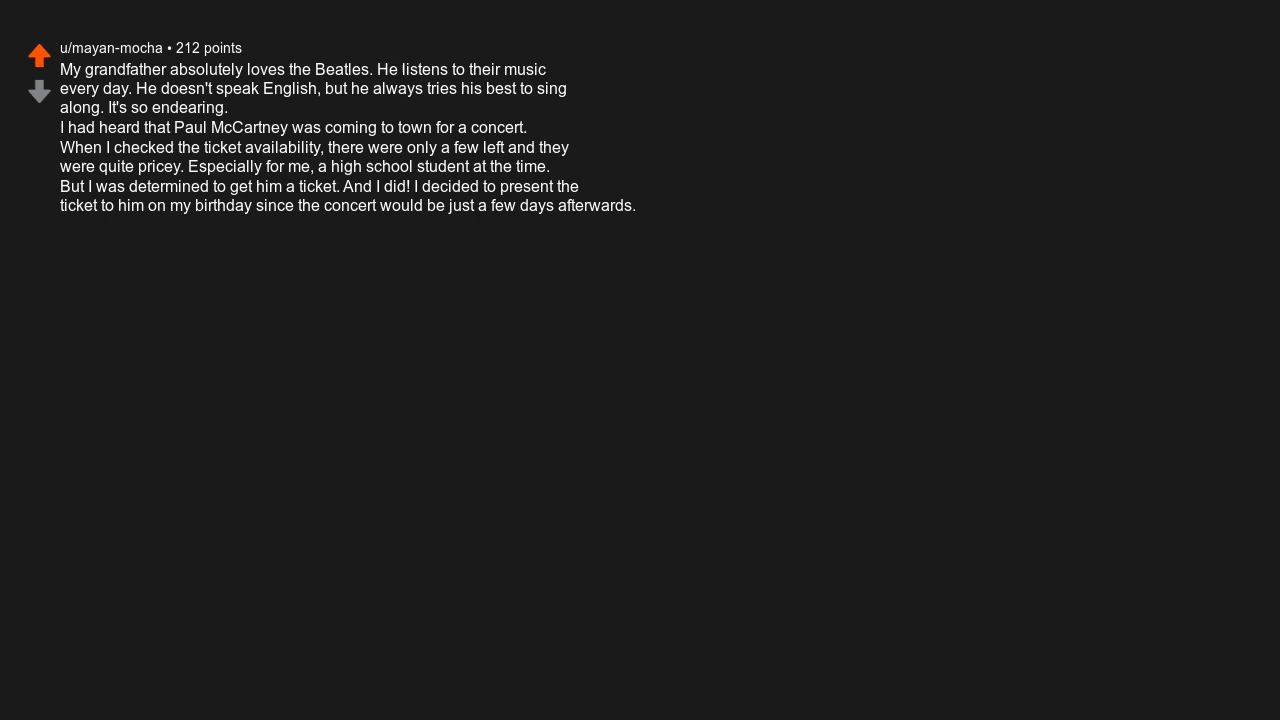 u/mayan-mocha • 212 points
My grandfather absolutely loves the Beatles. He listens to their music
every day. He doesn't speak English, but he always tries his best to sing
along. It's so endearing.
I had heard that Paul McCartney was coming to town for a concert.
When I checked the ticket availability, there were only a few left and they
were quite pricey. Especially for me, a high school student at the time.
But I was determined to get him a ticket. And I did! I decided to present the
ticket to him on my birthday since the concert would be just a few days afterwards.